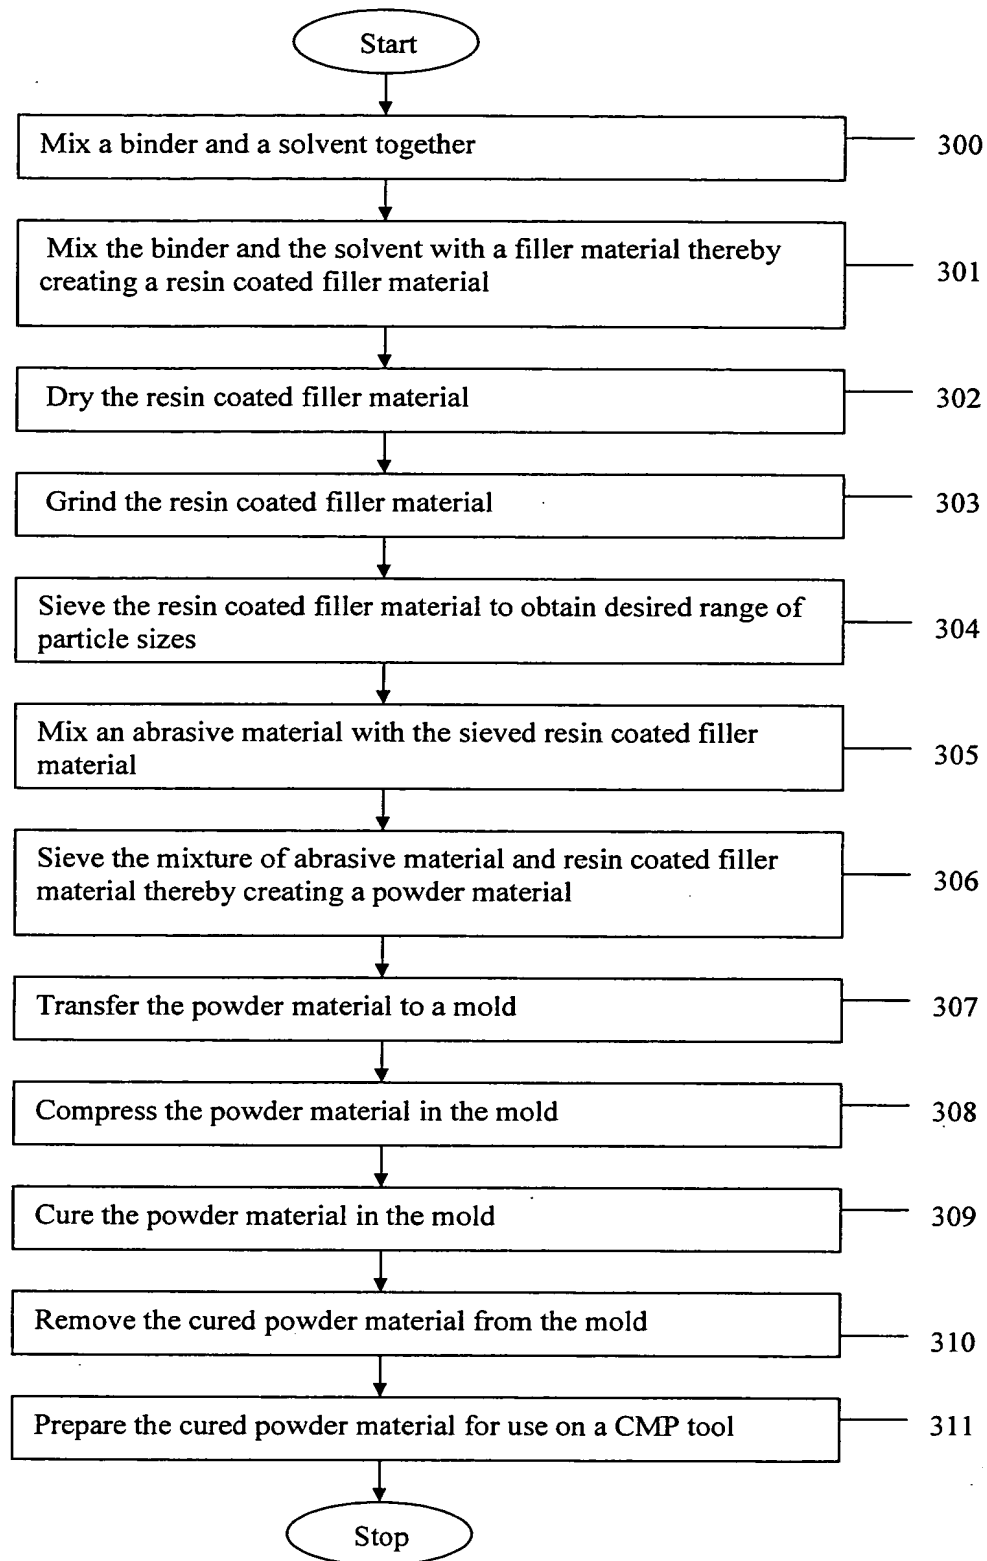 Start
Mix a binder and a solvent together
300
Mix the binder and the solvent with a filler material thereby
creating a resin coated filler material
301
Dry the resin coated filler material
302
Grind the resin coated filler material
303
Sieve the resin coated filler material to obtain desired range of
particle sizes
304
Mix an abrasive material with the sieved resin coated filler
material
305
Sieve the mixture of abrasive material and resin coated filler
material thereby creating a powder material
306
Transfer the powder material to a mold
307
Compress the powder material in the mold
308
Cure the powder material in the mold
309
Remove the cured powder material from the mold
310
Prepare the cured powder material for use on a CMP tool
311
Stop